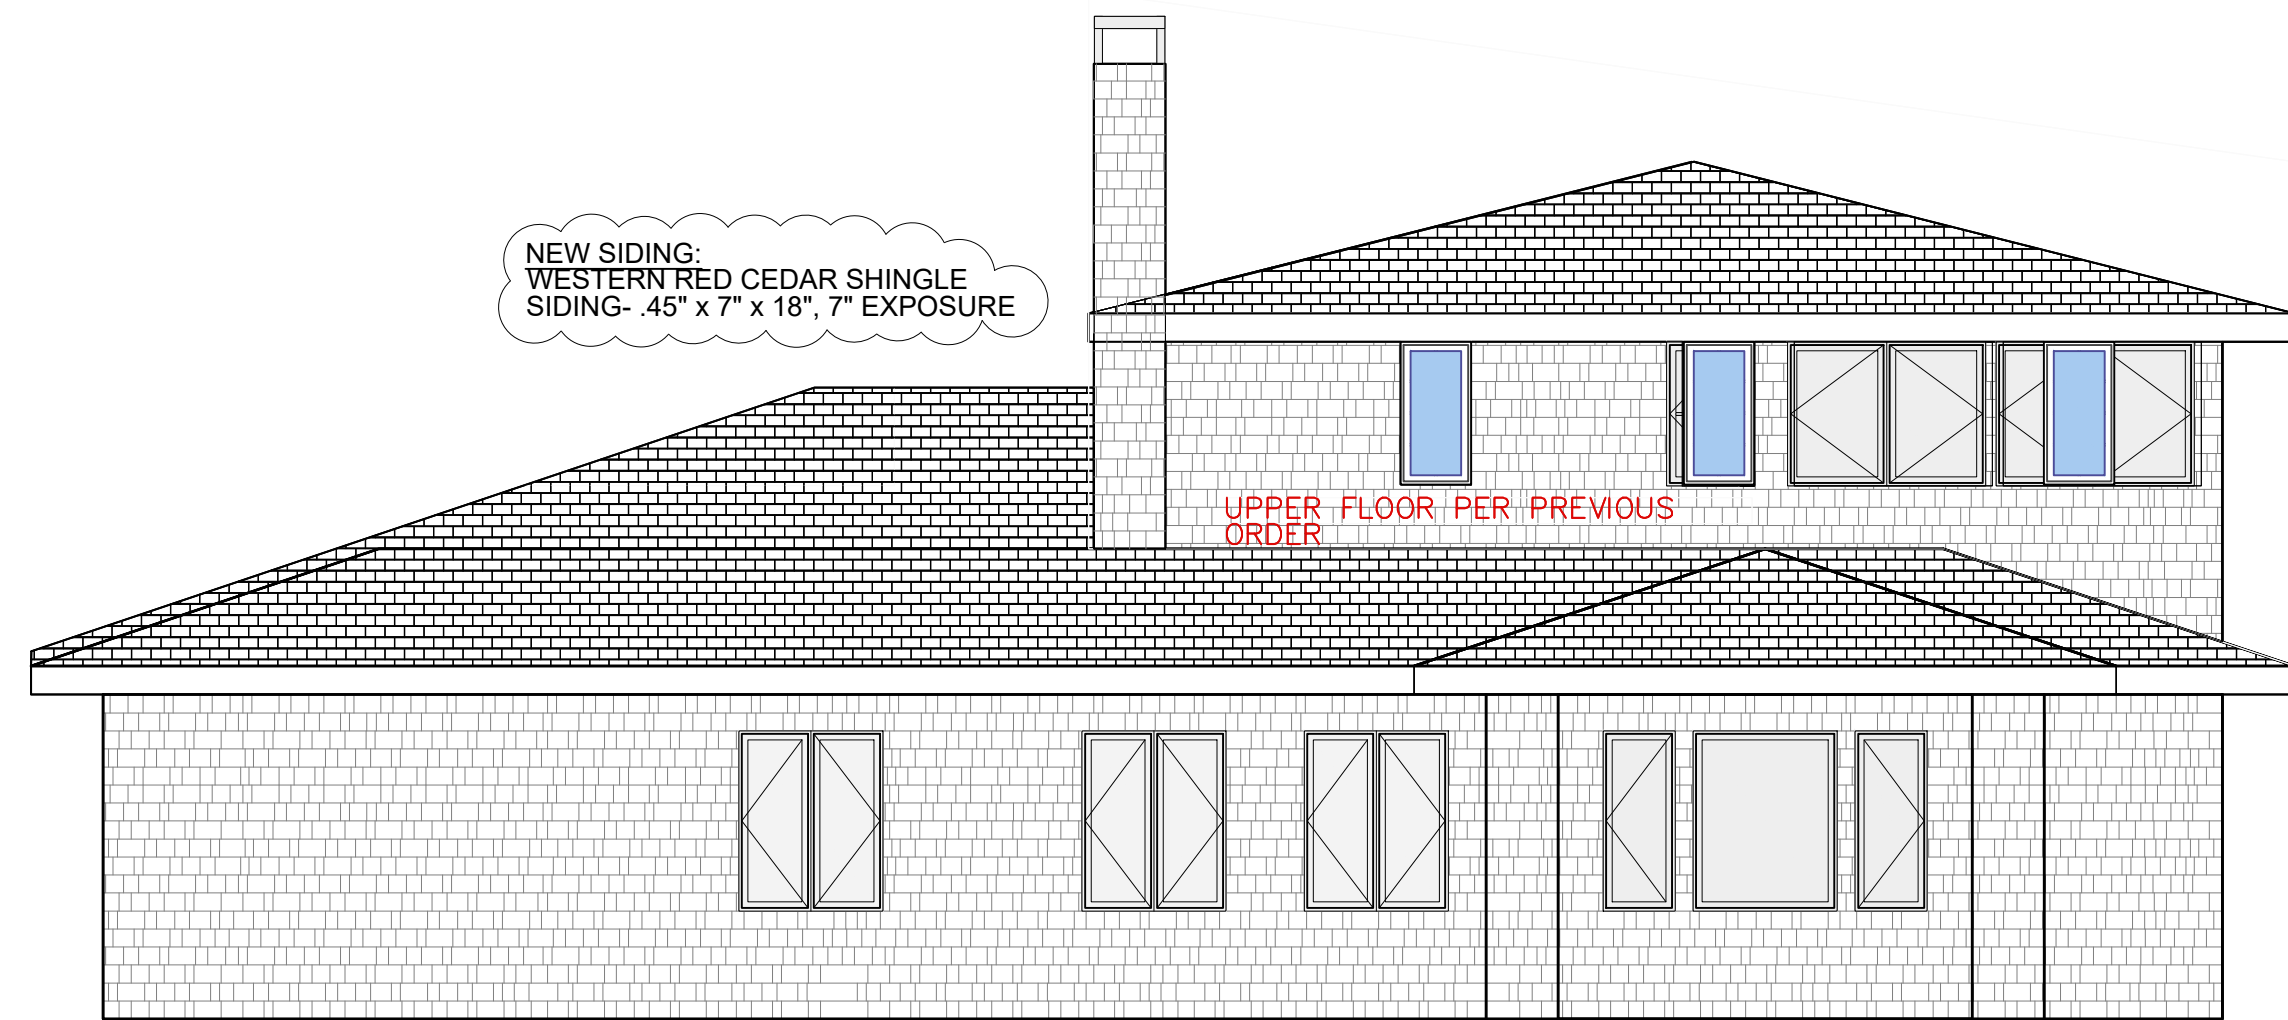 NEW SIDING:
WESTERN RED CEDAR SHINGLE
SIDING- .45" x 7" x 18", 7" EXPOSURE
UPPER FLOOR PER PREVIOUS
ORDER